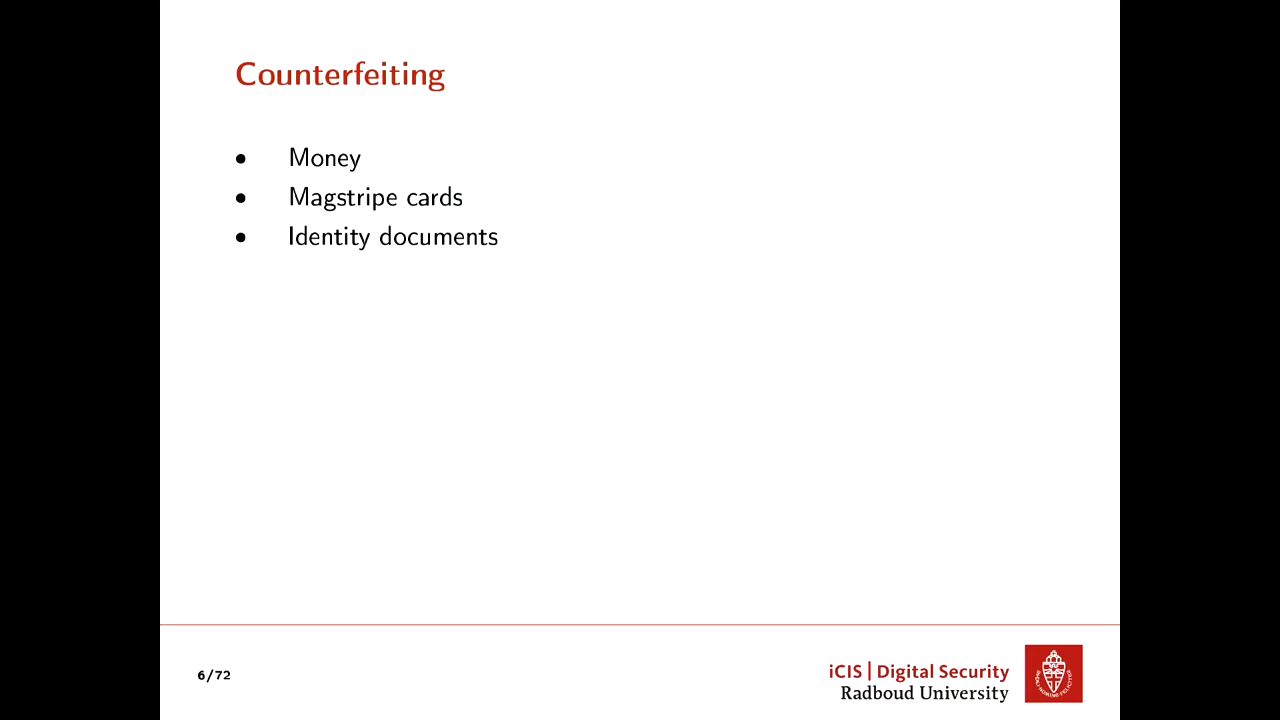 Counterfeiting
• Money
• Magstripe cards
• Identity documents
6/72
iCIS | Digital Security
Radboud University